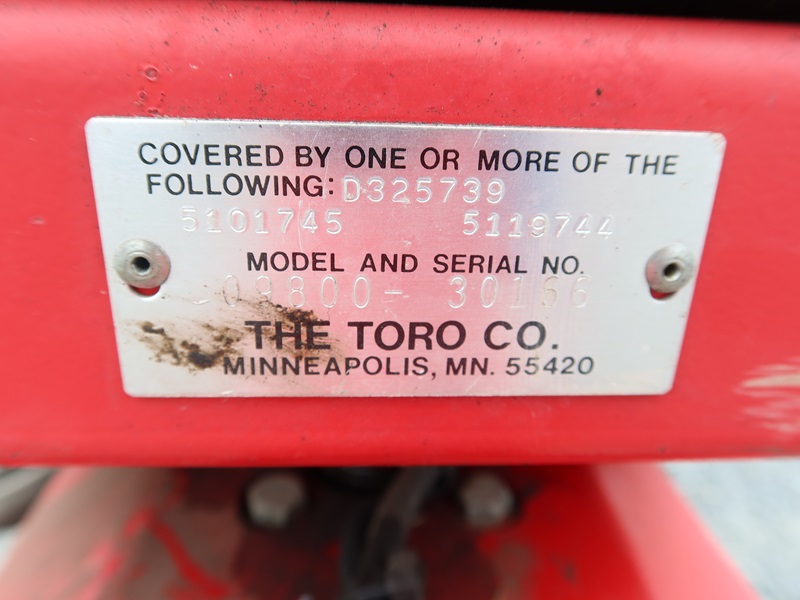 COVERED BY ONE OR MORE OF THE
FOLLOWING: D325739
5101745 5119744
MODEL AND SERIAL NO.
09800- 30166
THE TORO CO.
MINNEAPOLIS, MN. 55420